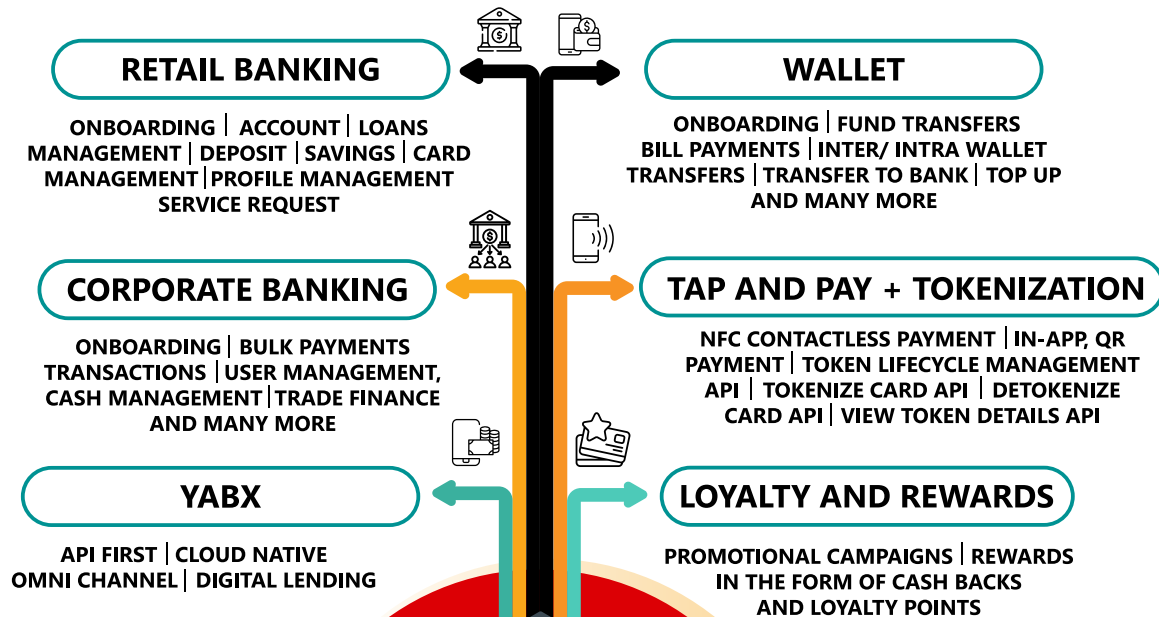 RETAIL BANKING
ONBOARDING | ACCOUNT | LOANS
MANAGEMENT | DEPOSIT | SAVINGS | CARD
MANAGEMENT | PROFILE MANAGEMENT
SERVICE REQUEST
WALLET
ONBOARDING | FUND TRANSFERS
BILL PAYMENTS | INTER/ INTRA WALLET
TRANSFERS | TRANSFER TO BANK | TOP UP
AND MANY MORE
CORPORATE BANKING
ONBOARDING | BULK PAYMENTS
TRANSACTIONS | USER MANAGEMENT,
CASH MANAGEMENT | TRADE FINANCE
AND MANY MORE
TAP AND PAY + TOKENIZATION
NFC CONTACTLESS PAYMENT | IN-APP, QR
PAYMENT | TOKEN LIFECYCLE MANAGEMENT
API | TOKENIZE CARD API | DETOKENIZE
CARD API | VIEW TOKEN DETAILS API
YABX
API FIRST | CLOUD NATIVE
OMNI CHANNEL | DIGITAL LENDING
LOYALTY AND REWARDS
PROMOTIONAL CAMPAIGNS | REWARDS
IN THE FORM OF CASH BACKS
AND LOYALTY POINTS